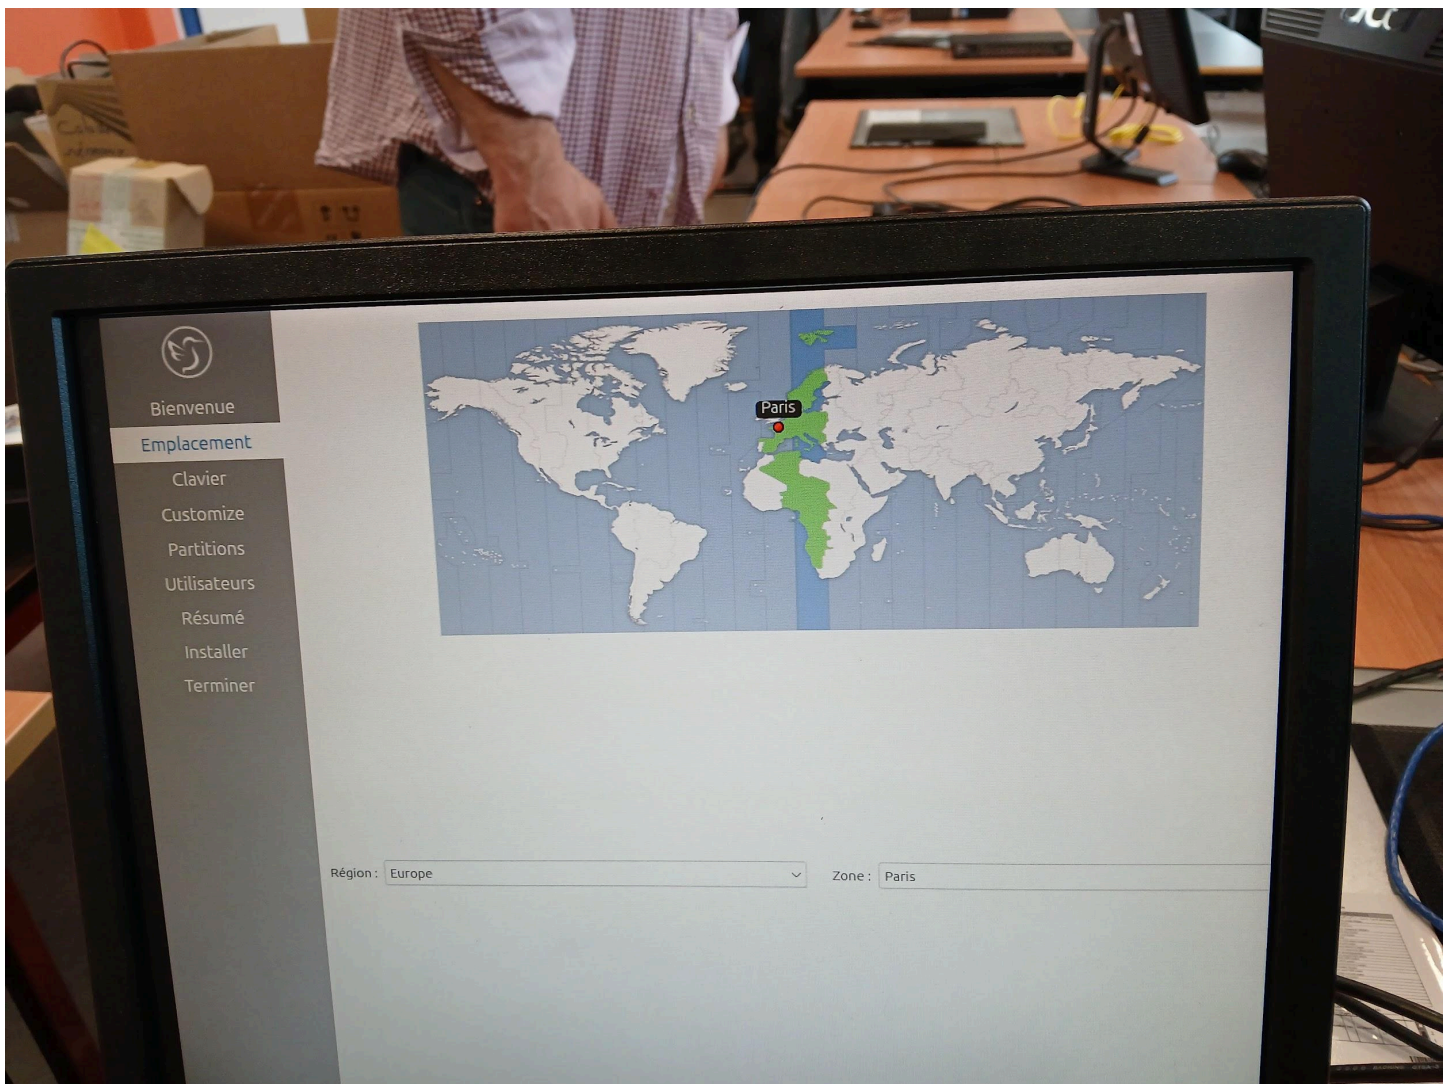 Bienvenue
Emplacement
Clavier
Customize
Partitions
Utilisateurs
Résumé
Installer
Terminer
Paris
Région : Europe
Zone : Paris